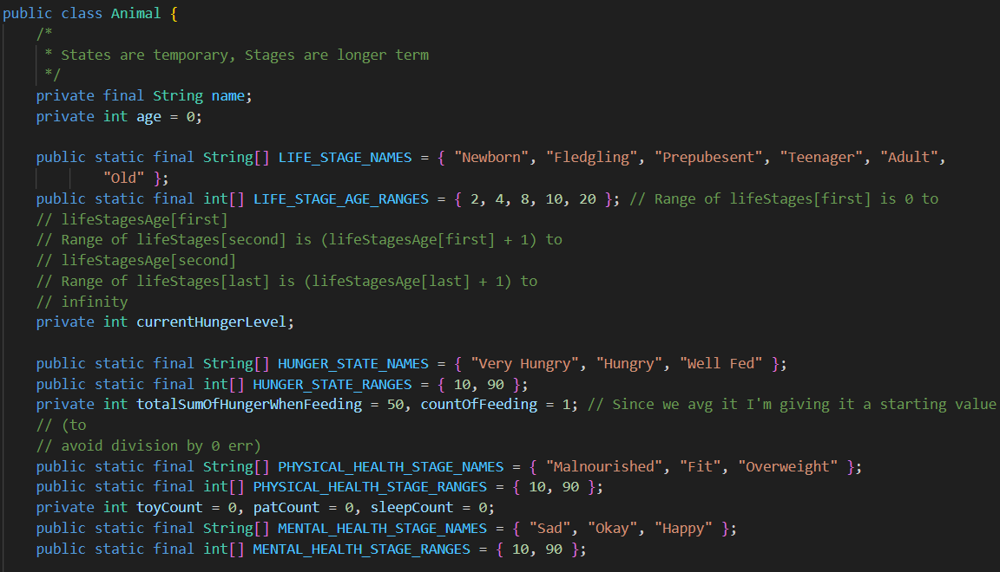 public class Animal {
/*
* States are temporary, Stages are longer term
*/
private final String name;
private int age = 0;
public static final String[] LIFE_STAGE_NAMES = { "Newborn", "Fledgling", "Prepubesent", "Teenager", "Adult",
"Old" };
public static final int[] LIFE_STAGE_AGE_RANGES = { 2, 4, 8, 10, 20 }; // Range of lifeStages[first] is 0 to
// lifeStagesAge[first]
// Range of lifeStages[second] is (lifeStagesAge[first] + 1) to
// lifeStagesAge[second]
// Range of lifeStages[last] is (lifeStagesAge[last] + 1) to
// infinity
private int currentHungerLevel;
public static final String[] HUNGER_STATE_NAMES = { "Very Hungry", "Hungry", "Well Fed" };
public static final int[] HUNGER_STATE_RANGES = { 10, 90 };
private int totalSumOfHungerWhenFeeding = 50, countOfFeeding = 1; // Since we avg it I'm giving it a starting value
// (to
// avoid division by 0 err)
public static final String[] PHYSICAL_HEALTH_STAGE_NAMES = { "Malnourished", "Fit", "Overweight" };
public static final int[] PHYSICAL_HEALTH_STAGE_RANGES = { 10, 90 };
private int toyCount = 0, patCount = 0, sleepCount = 0;
public static final String[] MENTAL_HEALTH_STAGE_NAMES = { "Sad", "Okay", "Happy" };
public static final int[] MENTAL_HEALTH_STAGE_RANGES = { 10, 90 };